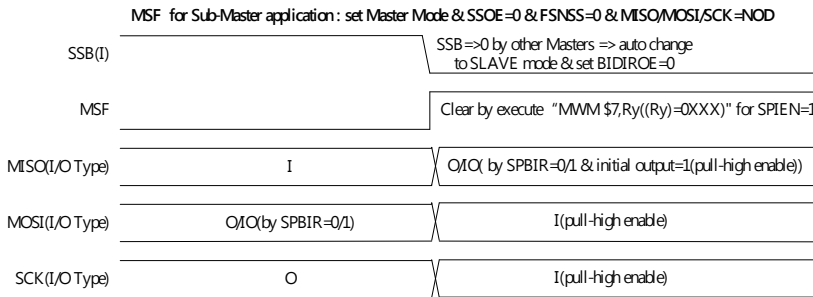 MSF for Sub-Master application : set Master Mode & SSOE=0 & FSNSS=0 & MISO/MOSI/SCK=NOD
SSB(I)
SSB=>0 by other Masters => auto change
to SLAVE mode & set BIDIROE=0
MSF
Clear by execute “MWM $7,Ry((Ry)=0XXX)" for SPIEN=1
MISO(I/O Type)
I
O/IO( by SPBIR=0/1 & initial output=1(pull-high enable))
MOSI(I/O Type)
O/IO(by SPBIR=0/1)
I(pull-high enable)
SCK(I/O Type)
O
I(pull-high enable)